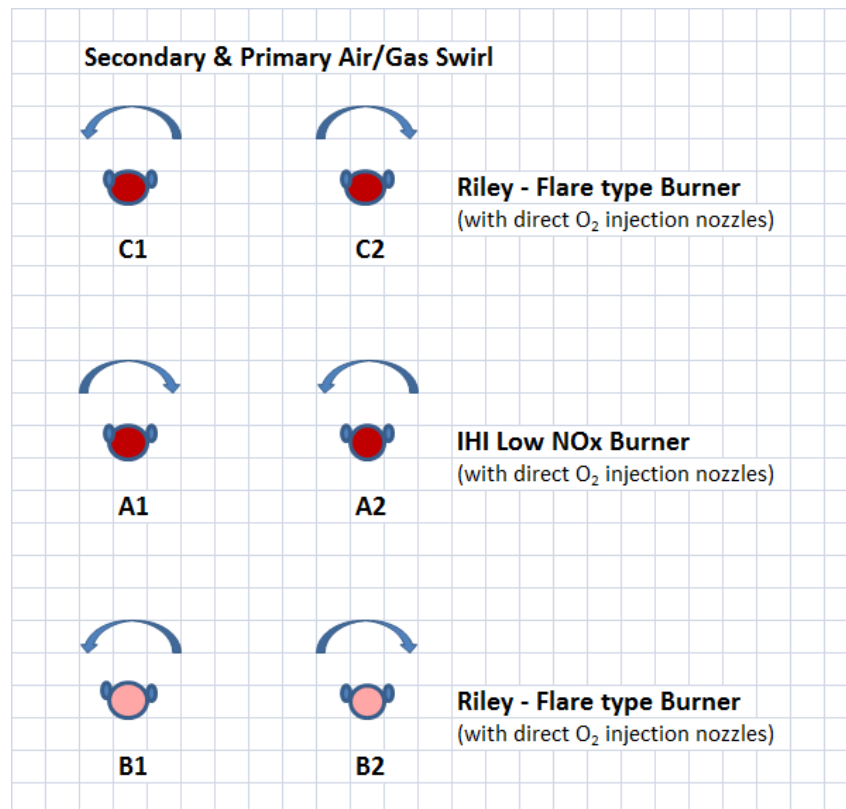 Secondary & Primary Air/Gas Swirl
Riley - Flare type Burner
(with direct O₂ injection nozzles)
C1 C2
IHI Low NOx Burner
(with direct O₂ injection nozzles)
A1 A2
Riley - Flare type Burner
(with direct O₂ injection nozzles)
B1 B2